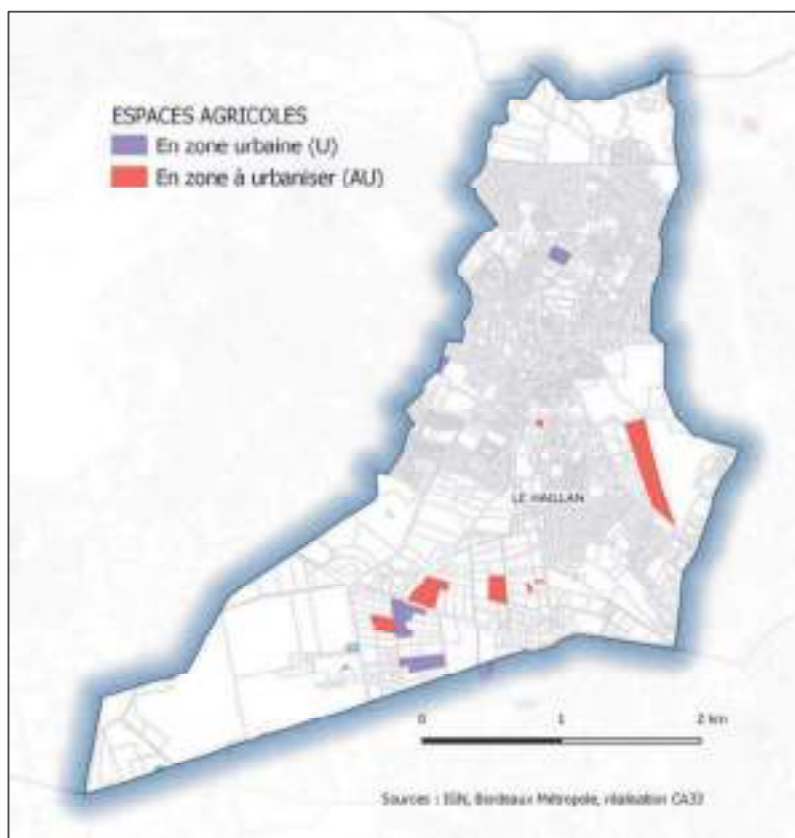 ESPACES AGRICOLES
En zone urbaine (U)
En zone à urbaniser (AU)
LE HAILLAN
0 1 2 km
Sources : IGN, Bordeaux Métropole, réalisation CA33